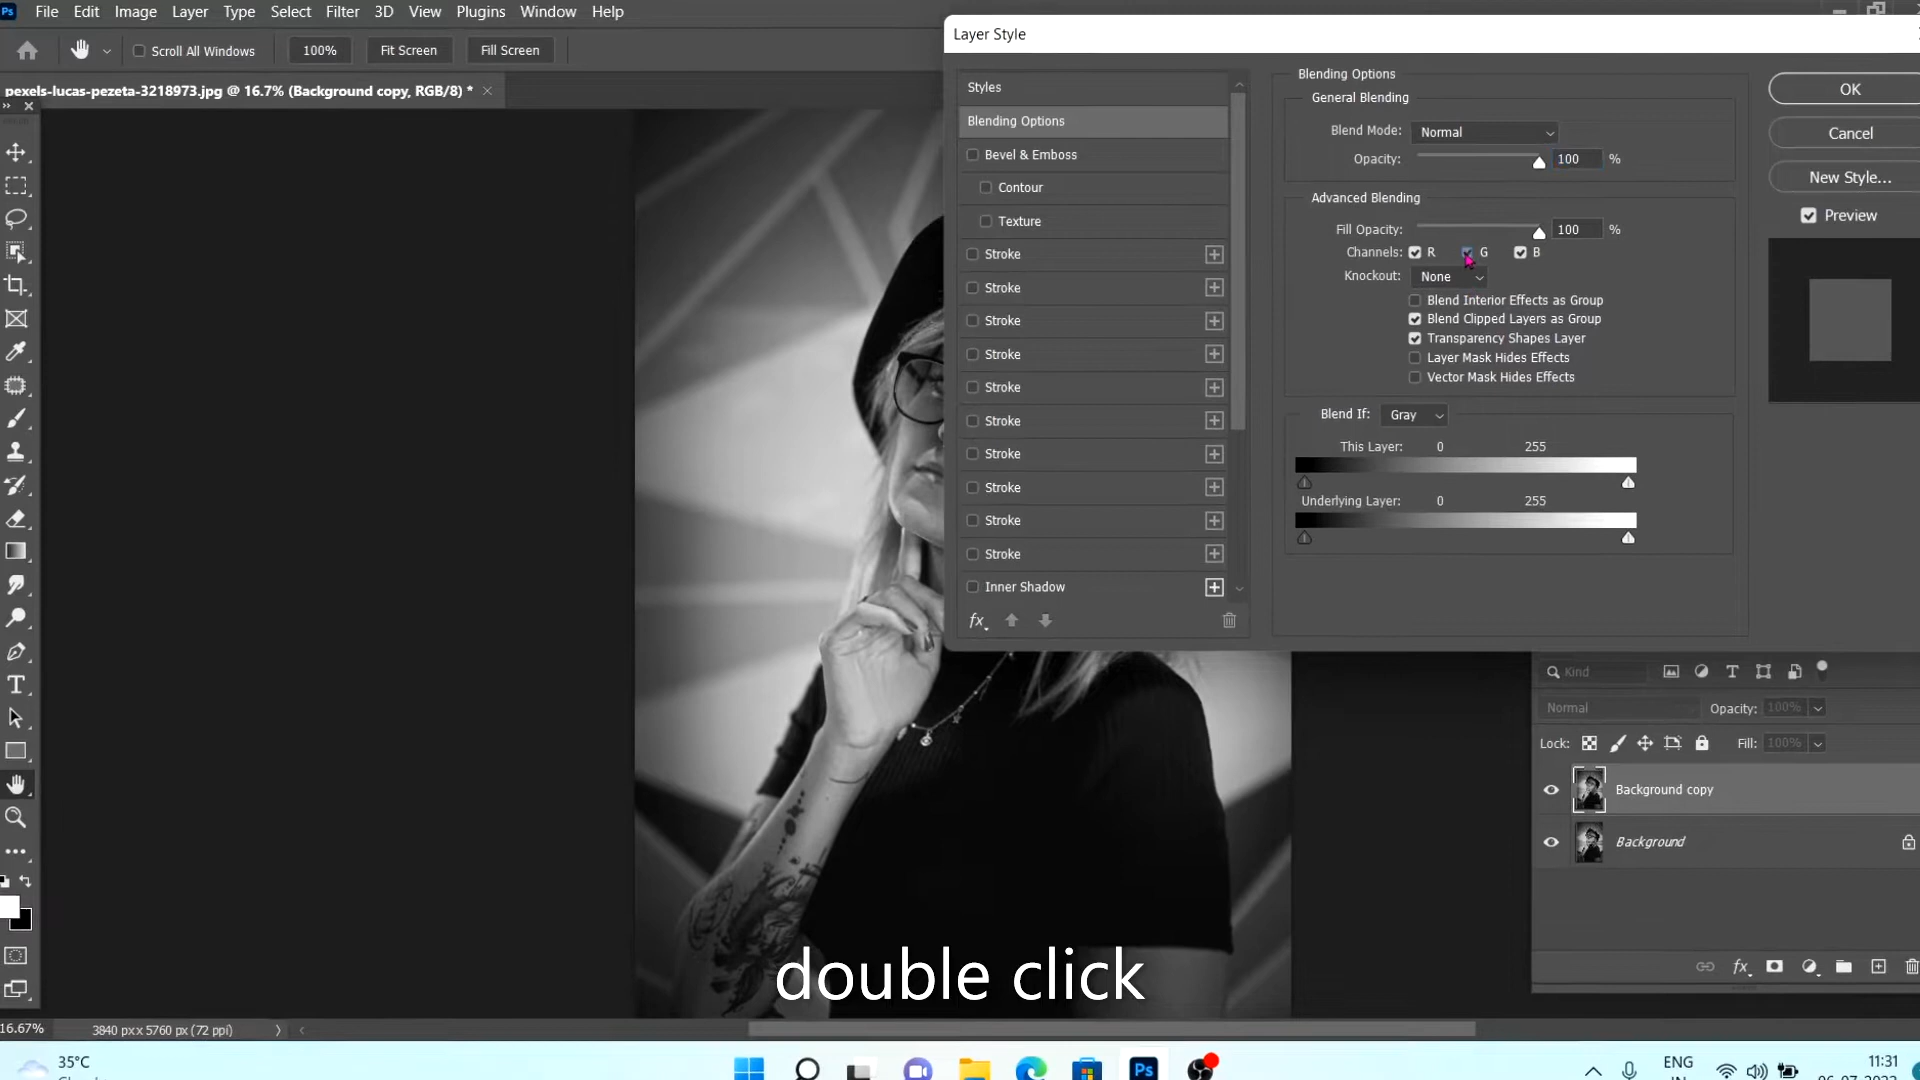 Ps File Edit Image Layer Type Select Filter 3D View Plugins Window Help
Scroll All Windows 100% Fit Screen Fill Screen
pexels-lucas-pezeta-3218973.jpg @ 16.7% (Background copy, RGB/8) *
Layer Style
Styles
Blending Options
Bevel & Emboss
Contour
Texture
Stroke
Stroke
Stroke
Stroke
Stroke
Stroke
Stroke
Stroke
Stroke
Stroke
Inner Shadow
fx
Blending Options
General Blending
Blend Mode: Normal
Opacity: 100 %
Advanced Blending
Fill Opacity: 100 %
Channels: R G B
Knockout: None
Blend Interior Effects as Group
Blend Clipped Layers as Group
Transparency Shapes Layer
Layer Mask Hides Effects
Vector Mask Hides Effects
Blend If: Gray
This Layer: 0 255
Underlying Layer: 0 255
OK
Cancel
New Style...
Preview
Kind
Normal Opacity: 100%
Lock: Fill: 100%
Background copy
Background
fx
double click
16.67% 3840 px x 5760 px (72 ppi)
35°C
Ps
ENG
IN
11:31